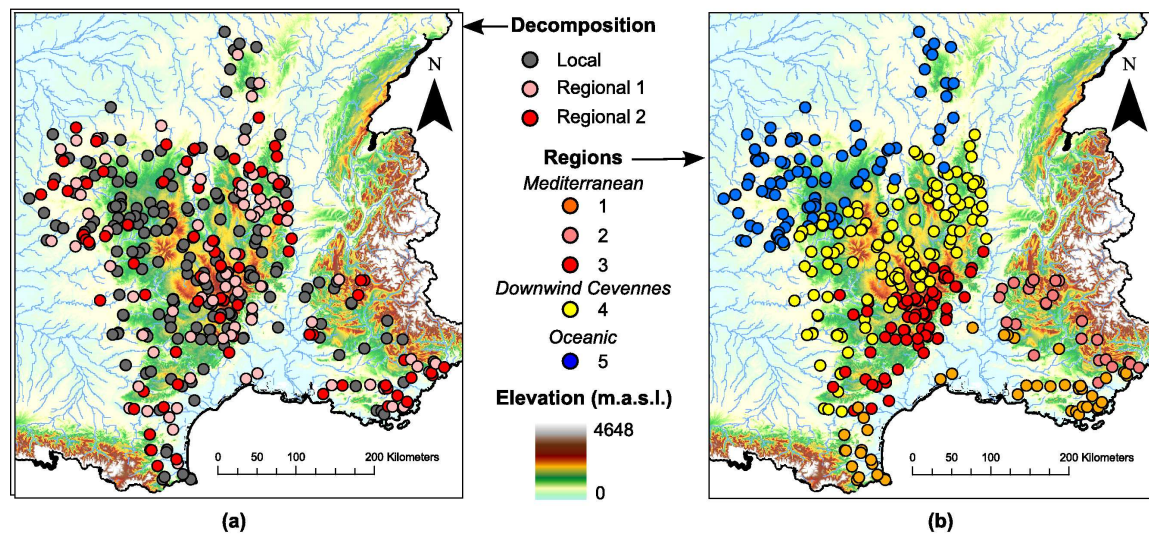 Decomposition
Local
Regional 1
Regional 2
Regions
Mediterranean
1
2
3
Downwind Cevennes
4
Oceanic
5
Elevation (m.a.s.l.)
4648
0
N
0 50 100 200 Kilometers
(a)
N
0 50 100 200 Kilometers
(b)